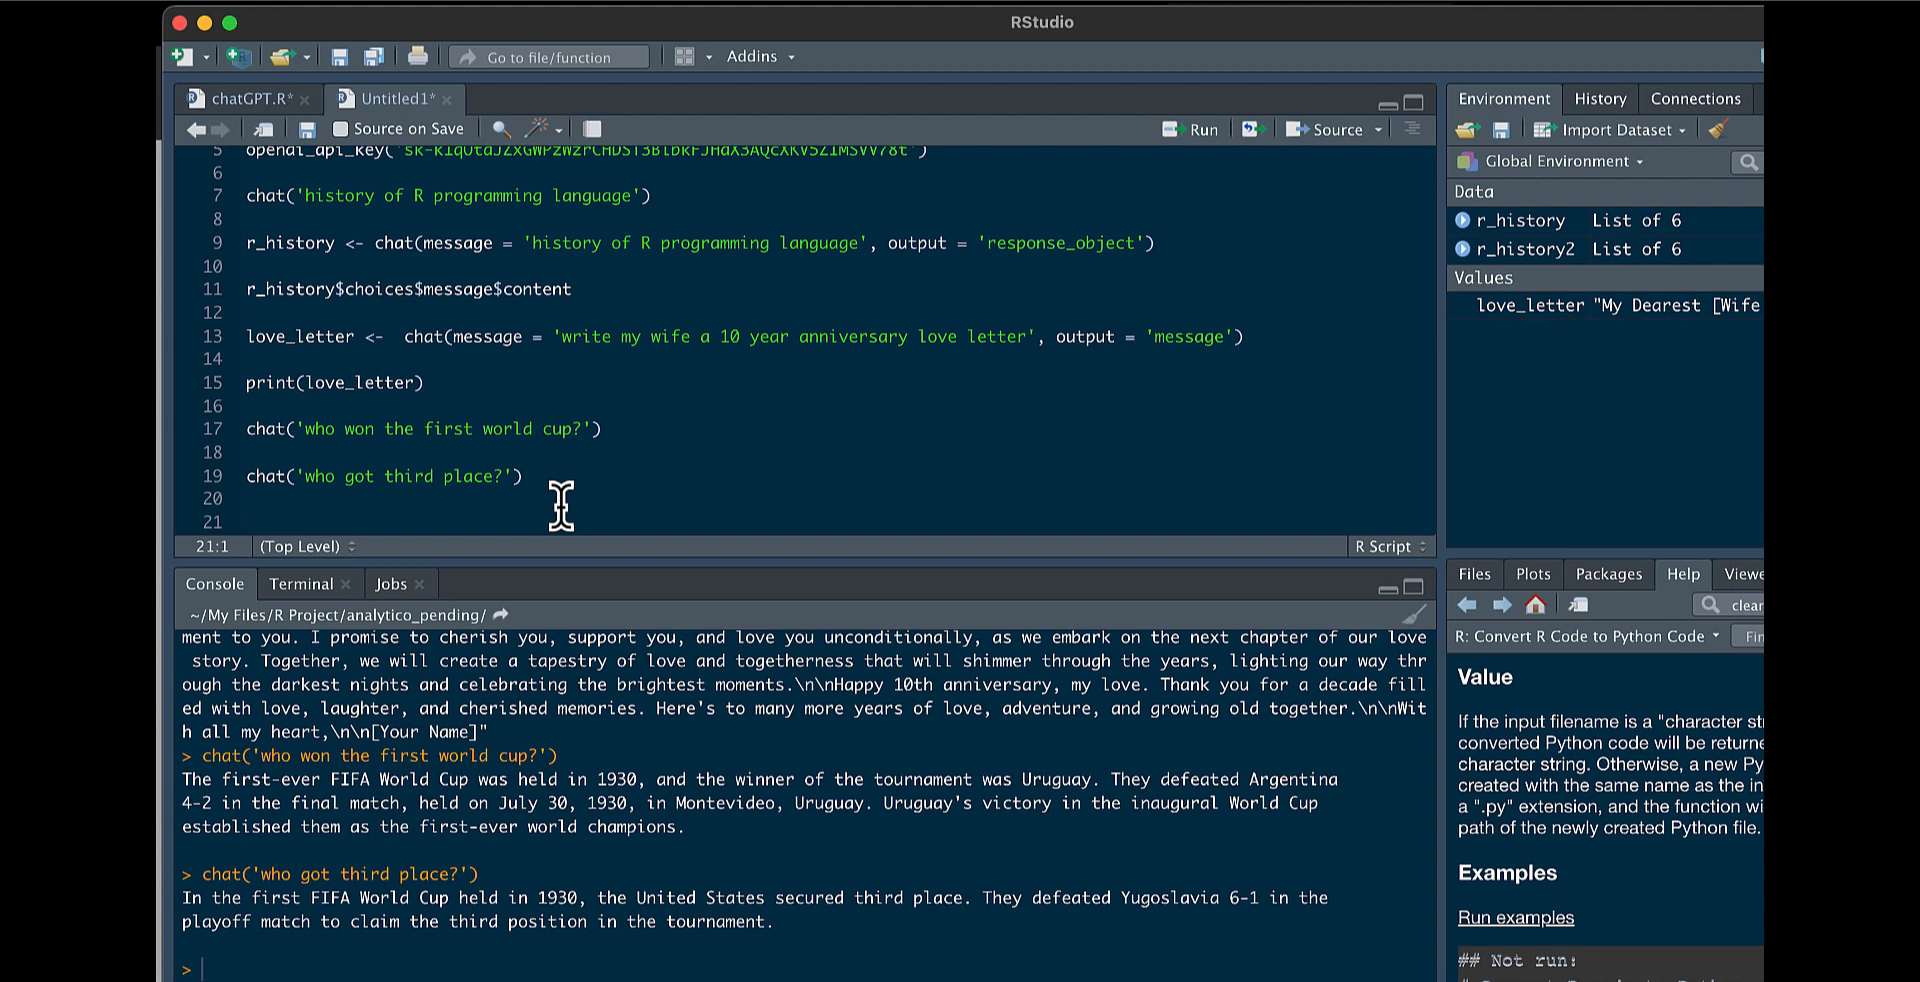 RStudio
Go to file/function
Addins
chatGPT.R*
Untitled1*
Source on Save
Run
Source
5
6
7 chat('history of R programming language')
8
9 r_history <- chat(message = 'history of R programming language', output = 'response_object')
10
11 r_history$choices$message$content
12
13 love_letter <-  chat(message = 'write my wife a 10 year anniversary love letter', output = 'message')
14
15 print(love_letter)
16
17 chat('who won the first world cup?')
18
19 chat('who got third place?')
20
21
21:1 (Top Level) R Script
Console Terminal Jobs
~/My Files/R Project/analytico_pending/
ment to you. I promise to cherish you, support you, and love you unconditionally, as we embark on the next chapter of our love
story. Together, we will create a tapestry of love and togetherness that will shimmer through the years, lighting our way thr
ough the darkest nights and celebrating the brightest moments.\n\nHappy 10th anniversary, my love. Thank you for a decade fill
ed with love, laughter, and cherished memories. Here's to many more years of love, adventure, and growing old together.\n\nWit
h all my heart,\n\n[Your Name]"
> chat('who won the first world cup?')
The first-ever FIFA World Cup was held in 1930, and the winner of the tournament was Uruguay. They defeated Argentina
4-2 in the final match, held on July 30, 1930, in Montevideo, Uruguay. Uruguay's victory in the inaugural World Cup
established them as the first-ever world champions.
> chat('who got third place?')
In the first FIFA World Cup held in 1930, the United States secured third place. They defeated Yugoslavia 6-1 in the
playoff match to claim the third position in the tournament.
>
Environment History Connections
Import Dataset
Global Environment
Data
r_history List of 6
r_history2 List of 6
Values
love_letter "My Dearest [Wife
Files Plots Packages Help Viewe
clear
R: Convert R Code to Python Code Fin
Value
If the input filename is a "character st
converted Python code will be returne
character string. Otherwise, a new Py
created with the same name as the in
a ".py" extension, and the function wi
path of the newly created Python file.
Examples
Run examples
## Not run: